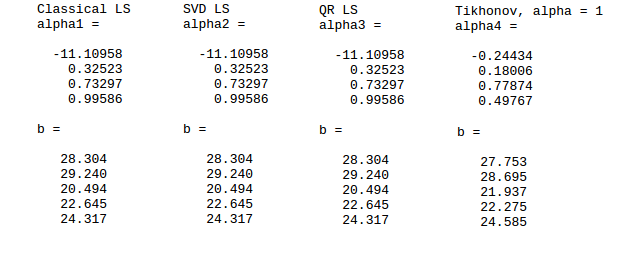 Classical LS SVD LS QR LS Tikhonov, alpha = 1
alpha1 = alpha2 = alpha3 = alpha4 =
-11.10958 -11.10958 -11.10958 -0.24434
0.32523 0.32523 0.32523 0.18006
0.73297 0.73297 0.73297 0.77874
0.99586 0.99586 0.99586 0.49767
b = b = b = b =
28.304 28.304 28.304 27.753
29.240 29.240 29.240 28.695
20.494 20.494 20.494 21.937
22.645 22.645 22.645 22.275
24.317 24.317 24.317 24.585